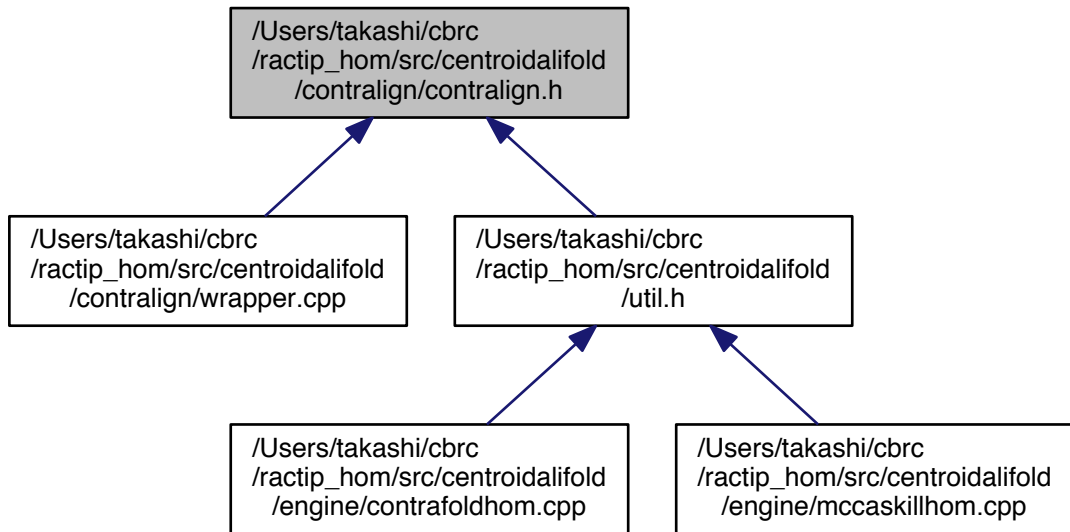 /Users/takashi/cbrc
/ractip_hom/src/centroidalifold
/contralign/contralign.h
/Users/takashi/cbrc
/ractip_hom/src/centroidalifold
/contralign/wrapper.cpp
/Users/takashi/cbrc
/ractip_hom/src/centroidalifold
/util.h
/Users/takashi/cbrc
/ractip_hom/src/centroidalifold
/engine/contrafoldhom.cpp
/Users/takashi/cbrc
/ractip_hom/src/centroidalifold
/engine/mccaskillhom.cpp